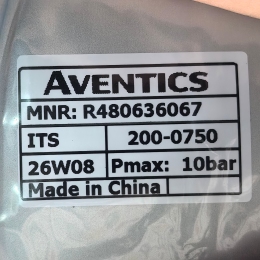 AVENTICS
MNR: R480636067
ITS 200-0750
26W08 Pmax: 10bar
Made in China